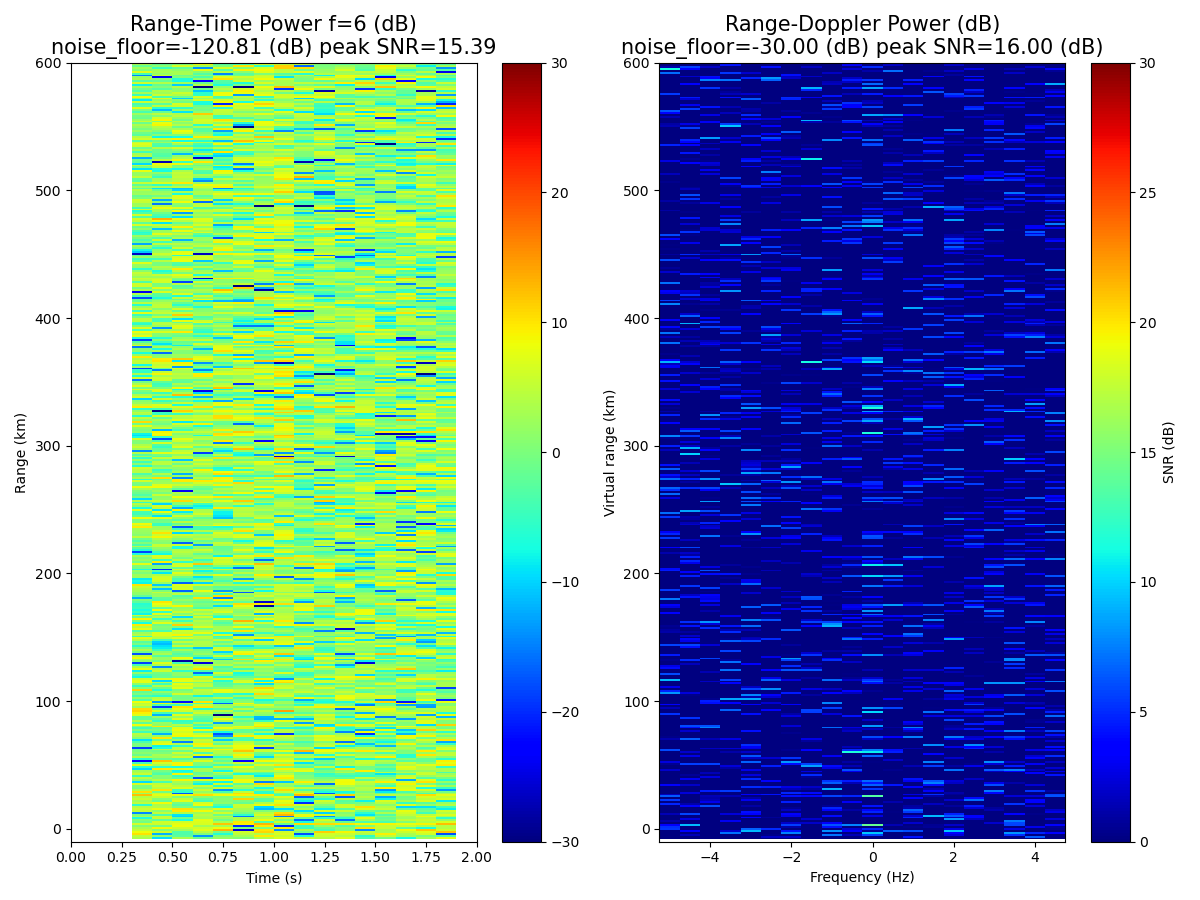 Range-Time Power f=6 (dB)
noise_floor=-120.81 (dB) peak SNR=15.39
Range-Doppler Power (dB)
noise_floor=-30.00 (dB) peak SNR=16.00 (dB)
600
500
400
300
200
100
0
Range (km)
0.00 0.25 0.50 0.75 1.00 1.25 1.50 1.75 2.00
Time (s)
30
20
10
0
−10
−20
−30
600
500
400
300
200
100
0
Virtual range (km)
−4 −2 0 2 4
Frequency (Hz)
30
25
20
15
10
5
0
SNR (dB)